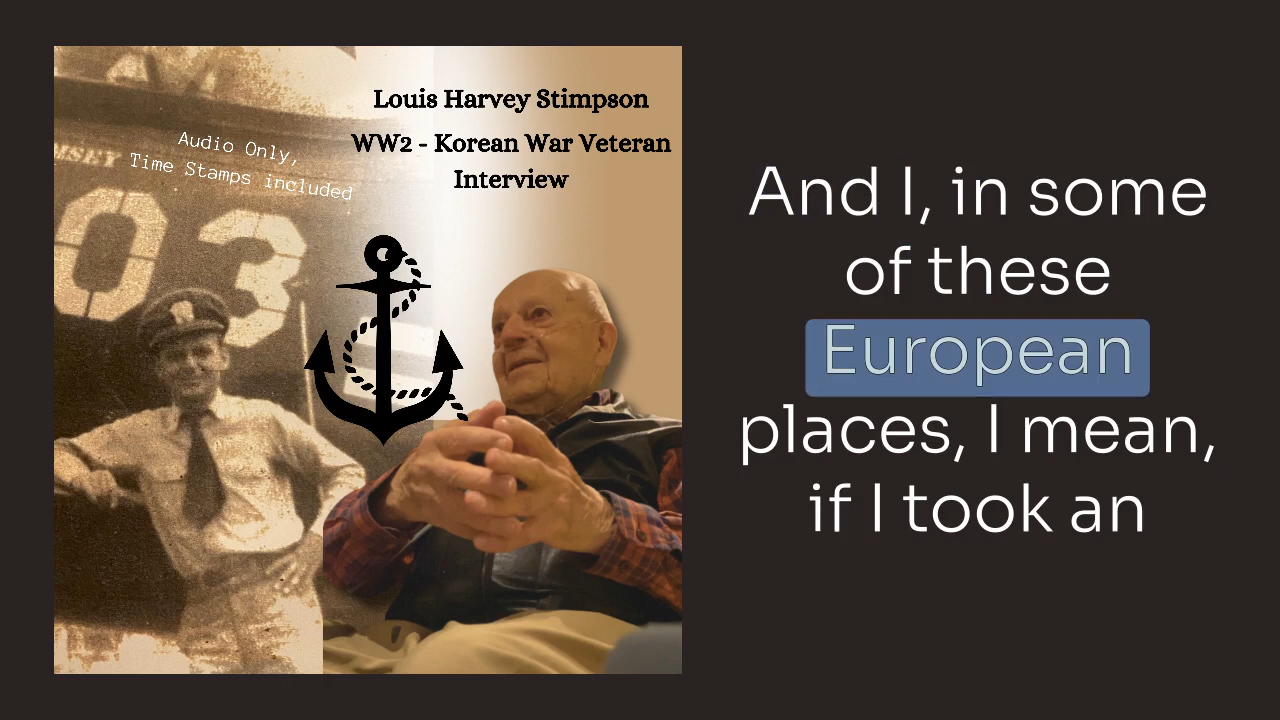 Louis Harvey Stimpson
WW2 - Korean War Veteran
Interview
Audio Only,
Time Stamps included
03
And I, in some
of these
European
places, I mean,
if I took an